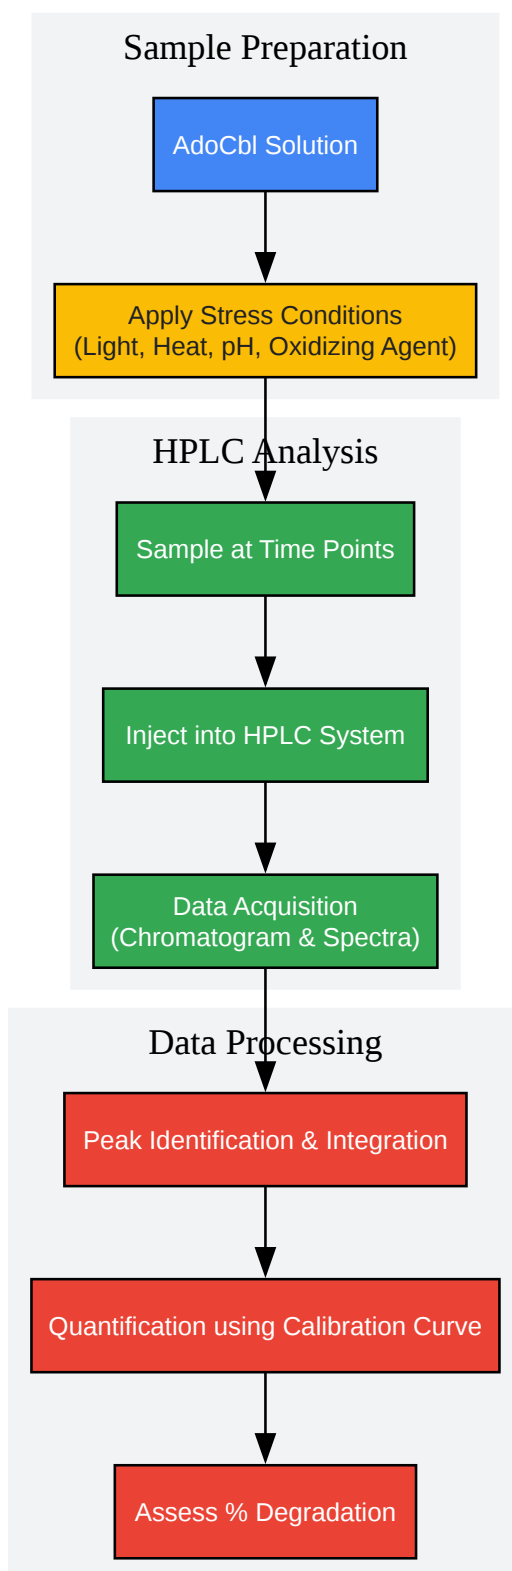 Sample Preparation
AdoCbl Solution
Apply Stress Conditions
(Light, Heat, pH, Oxidizing Agent)
HPLC Analysis
Sample at Time Points
Inject into HPLC System
Data Acquisition
(Chromatogram & Spectra)
Data Processing
Peak Identification & Integration
Quantification using Calibration Curve
Assess % Degradation